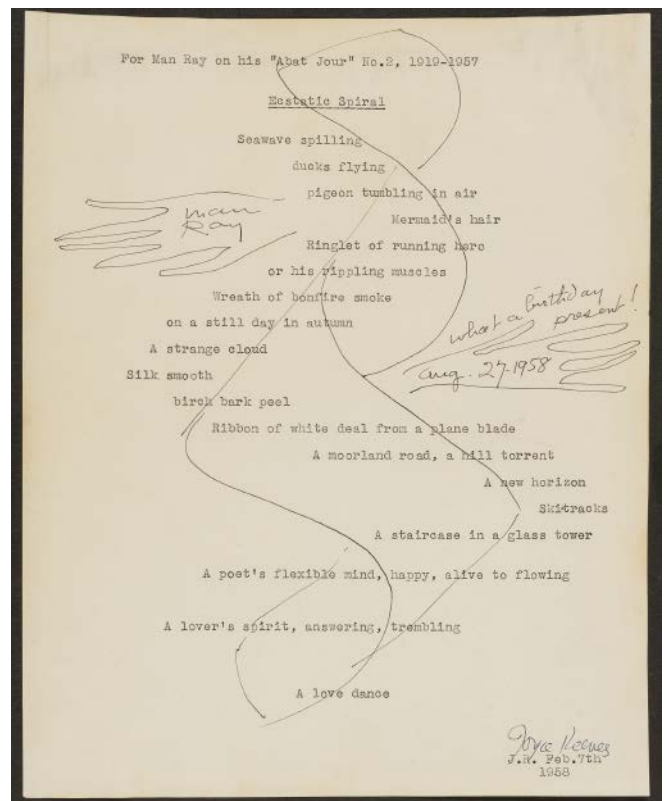 For Man Ray on his "Abat Jour" No.2, 1919-1957
Ecstatic Spiral
Seawave spilling
ducks flying
pigeon tumbling in air
Mermaid's hair
Ringlet of running hero
or his rippling muscles
Wreath of bonfire smoke
on a still day in autumn
A strange cloud
Silk smooth
birch bark peel
Ribbon of white deal from a plane blade
A moorland road, a hill torrent
A new horizon
Skitracks
A staircase in a glass tower
A poet's flexible mind, happy, alive to flowing
A lover's spirit, answering, trembling
A love dance
man
Ray
what a birthday
present!
Aug. 27-1958
Joyce Reeves
J.R. Feb.7th
1958